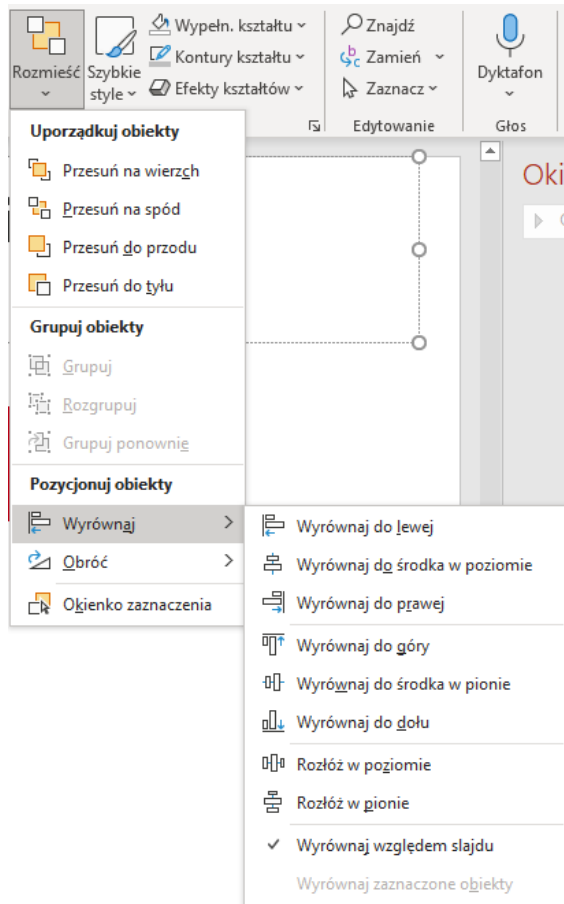 Rozmieść
Szybkie
style
Wypełn. kształtu
Kontury kształtu
Efekty kształtów
Znajdź
Zamień
Zaznacz
Edytowanie
Dyktafon
Głos
Uporządkuj obiekty
Przesuń na wierzch
Przesuń na spód
Przesuń do przodu
Przesuń do tyłu
Grupuj obiekty
Grupuj
Rozgrupuj
Grupuj ponownie
Pozycjonuj obiekty
Wyrównaj
Obróć
Okienko zaznaczenia
Wyrównaj do lewej
Wyrównaj do środka w poziomie
Wyrównaj do prawej
Wyrównaj do góry
Wyrównaj do środka w pionie
Wyrównaj do dołu
Rozłóż w poziomie
Rozłóż w pionie
Wyrównaj względem slajdu
Wyrównaj zaznaczone obiekty
Oki